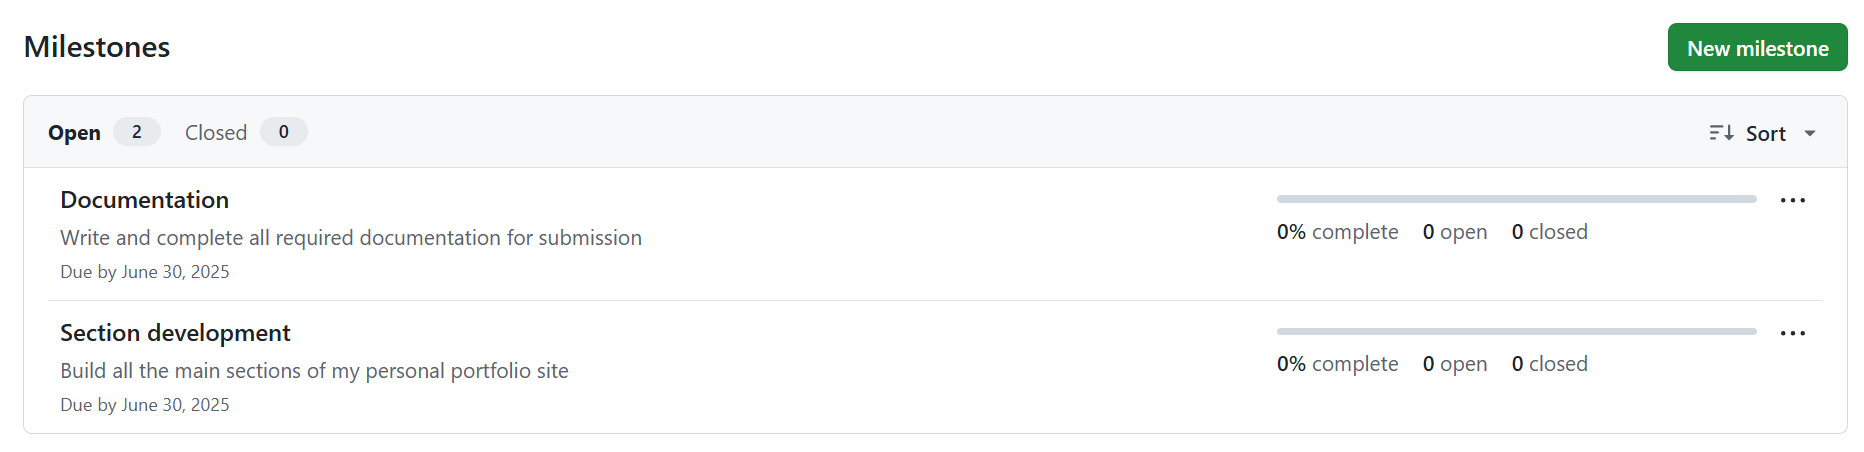 Milestones
New milestone
Open 2 Closed 0
Sort
Documentation
Write and complete all required documentation for submission
Due by June 30, 2025
0% complete 0 open 0 closed
Section development
Build all the main sections of my personal portfolio site
Due by June 30, 2025
0% complete 0 open 0 closed